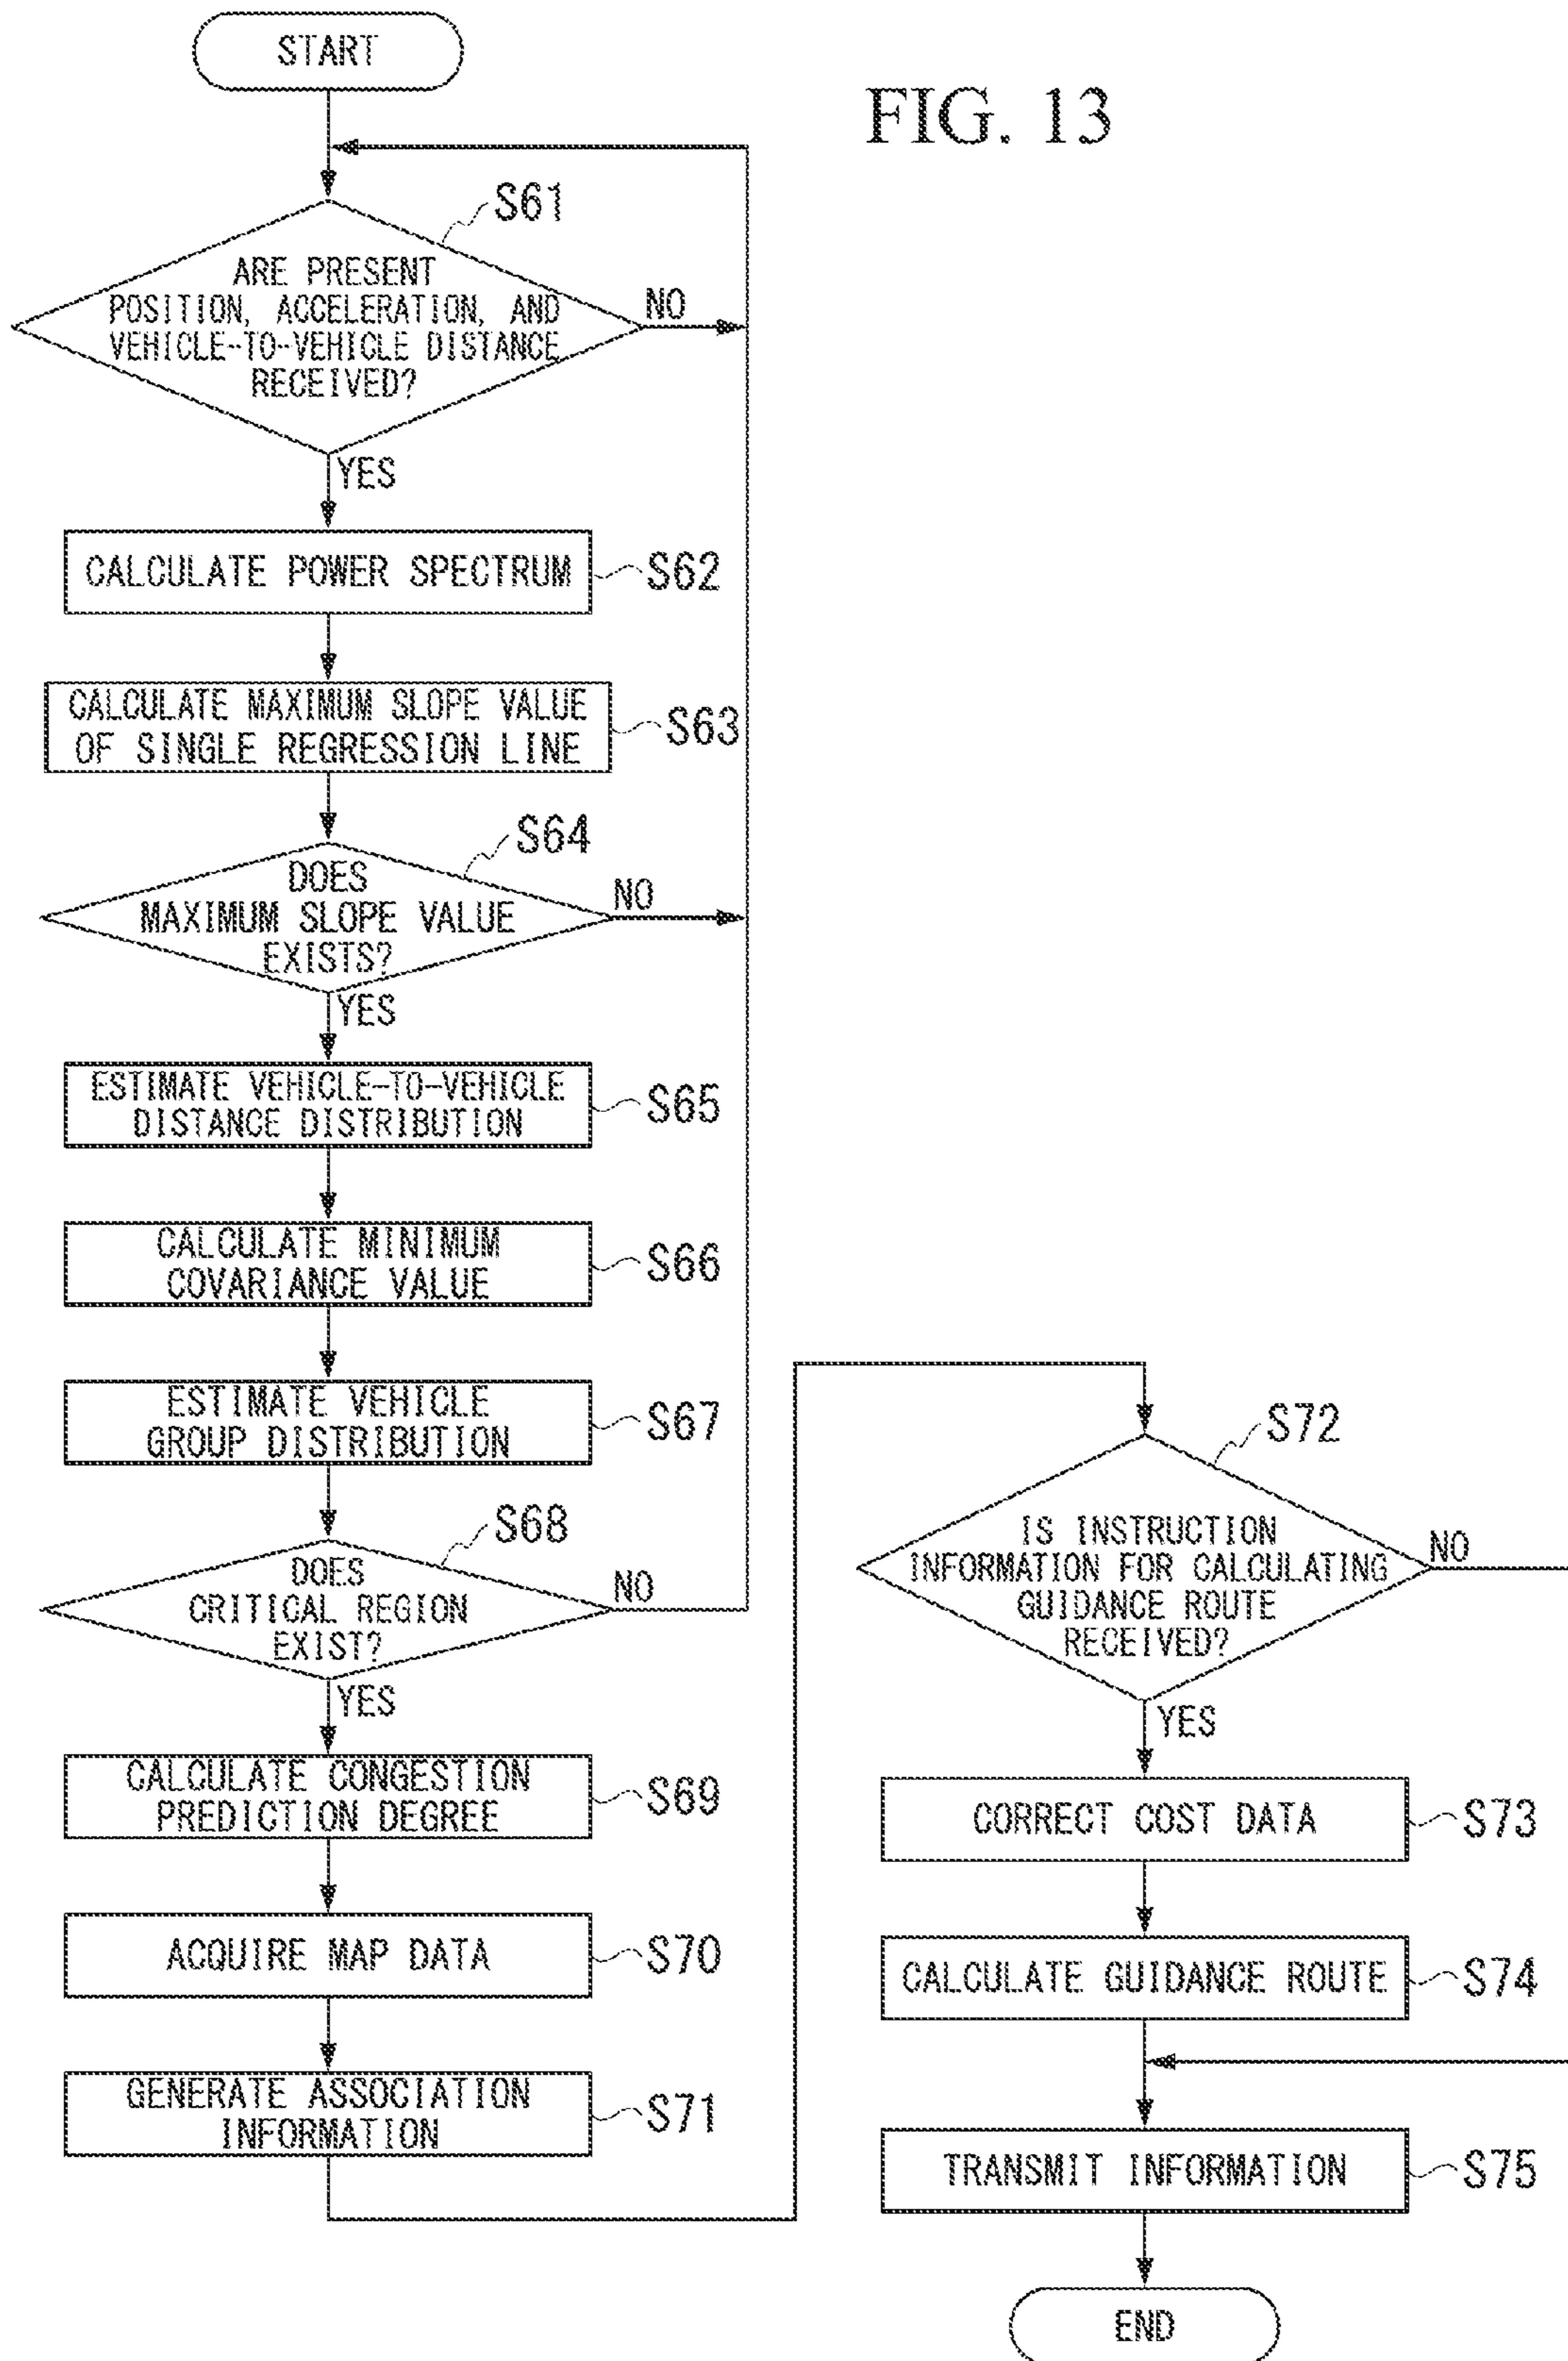 START
FIG. 13
S61
ARE PRESENT
POSITION, ACCELERATION, AND
VEHICLE-TO-VEHICLE DISTANCE
RECEIVED?
NO
YES
CALCULATE POWER SPECTRUM
S62
CALCULATE MAXIMUM SLOPE VALUE
OF SINGLE REGRESSION LINE
S63
S64
DOES
MAXIMUM SLOPE VALUE
EXISTS?
NO
YES
ESTIMATE VEHICLE-TO-VEHICLE
DISTANCE DISTRIBUTION
S65
CALCULATE MINIMUM
COVARIANCE VALUE
S66
ESTIMATE VEHICLE
GROUP DISTRIBUTION
S67
S68
DOES
CRITICAL REGION
EXIST?
NO
YES
CALCULATE CONGESTION
PREDICTION DEGREE
S69
ACQUIRE MAP DATA
S70
GENERATE ASSOCIATION
INFORMATION
S71
S72
IS INSTRUCTION
INFORMATION FOR CALCULATING
GUIDANCE ROUTE
RECEIVED?
NO
YES
CORRECT COST DATA
S73
CALCULATE GUIDANCE ROUTE
S74
TRANSMIT INFORMATION
S75
END